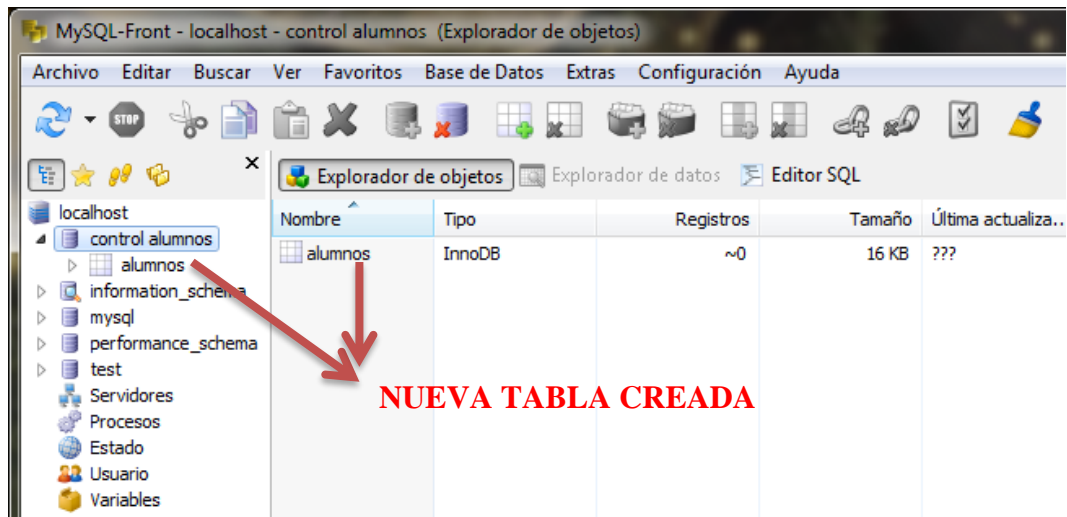 MySQL-Front - localhost - control alumnos (Explorador de objetos)
Archivo Editar Buscar Ver Favoritos Base de Datos Extras Configuración Ayuda
STOP
Explorador de objetos Explorador de datos Editor SQL
localhost
control alumnos
alumnos
information_schema
mysql
performance_schema
test
Servidores
Procesos
Estado
Usuario
Variables
Nombre Tipo Registros Tamaño Última actualiza...
alumnos InnoDB ~0 16 KB ???
NUEVA TABLA CREADA